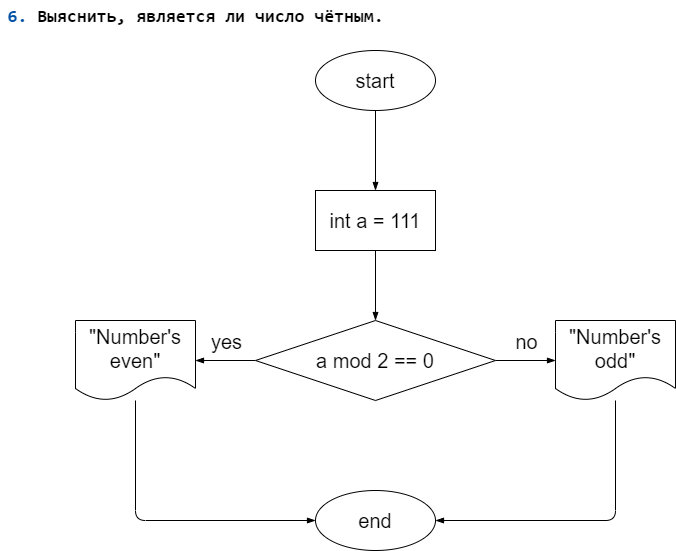 6. Выяснить, является ли число чётным.
start
int a = 111
"Number's
even"
yes
a mod 2 == 0
no
"Number's
odd"
end